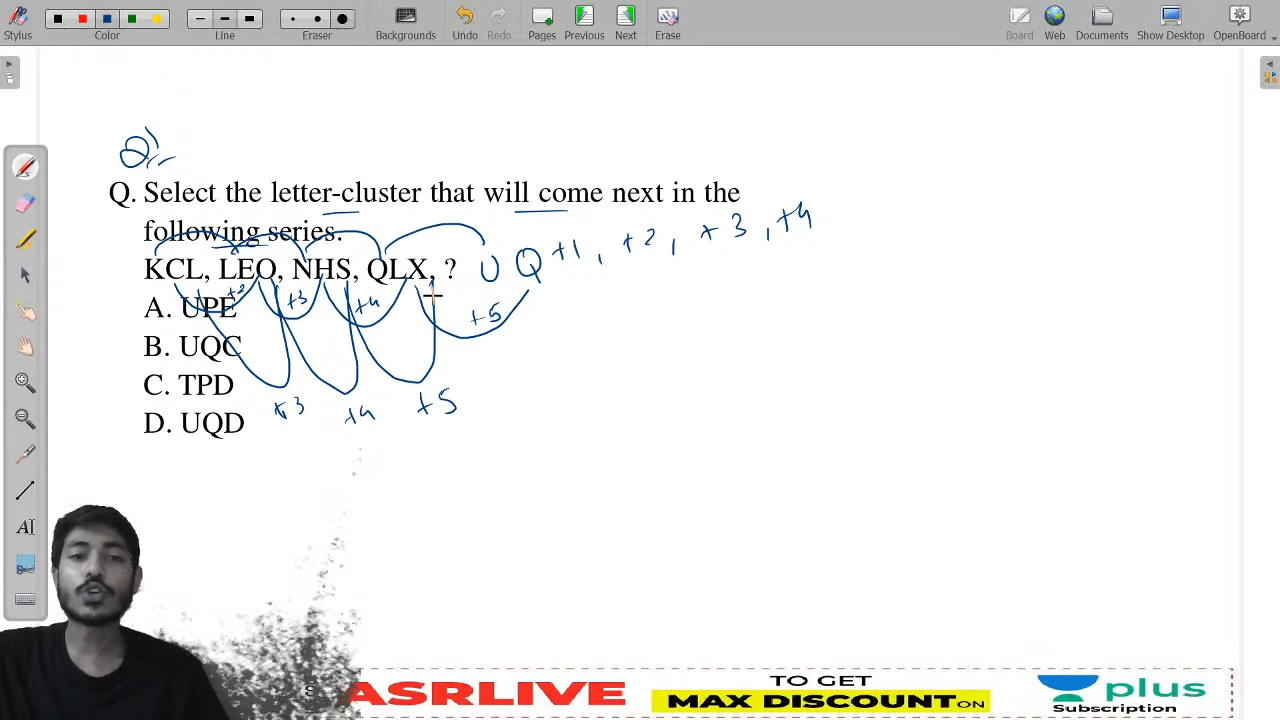 Stylus
Color
Line
Eraser
Backgrounds
Undo
Redo
Pages
Previous
Next
Erase
Board
Web
Documents
Show Desktop
OpenBoard
Q. Select the letter-cluster that will come next in the
following series.
KCL, LEO, NHS, QLX, ? U Q +1, +2, +3, +4
A. UPE +2 +3 +4 +5
B. UQC
C. TPD
+3 +4 +5
D. UQD
AI
ASRLIVE
TO GET
MAX DISCOUNT ON
plus
Subscription